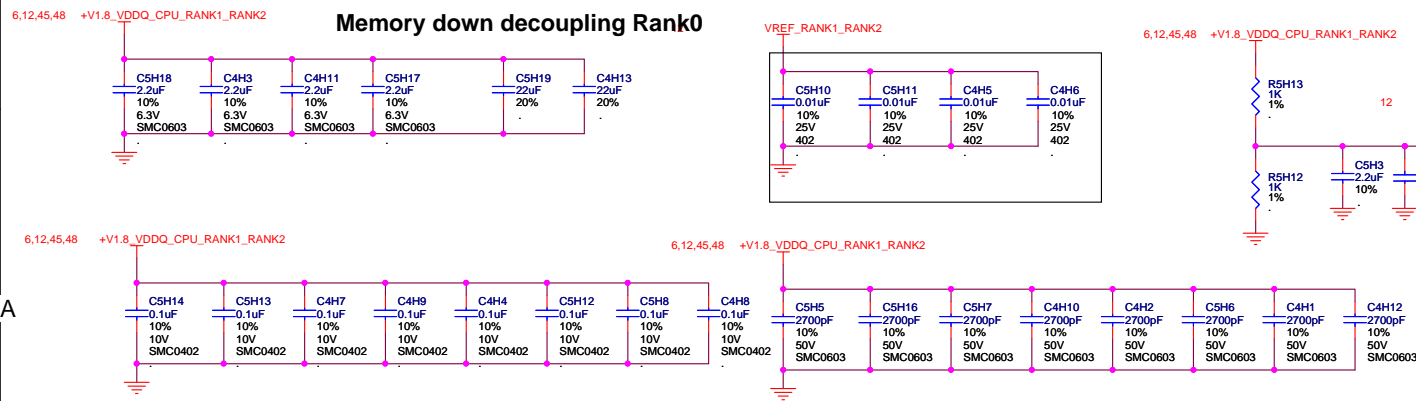 6,12,45,48 +V1.8_VDDQ_CPU_RANK1_RANK2
Memory down decoupling Rank0
C5H18
2.2uF
10%
6.3V
SMC0603
.
C4H3
2.2uF
10%
6.3V
SMC0603
.
C4H11
2.2uF
10%
6.3V
SMC0603
.
C5H17
2.2uF
10%
6.3V
SMC0603
.
C5H19
22uF
20%
.
C4H13
22uF
20%
.
VREF_RANK1_RANK2
C5H10
0.01uF
10%
25V
402
.
C5H11
0.01uF
10%
25V
402
.
C4H5
0.01uF
10%
25V
402
.
C4H6
0.01uF
10%
25V
402
.
6,12,45,48 +V1.8_VDDQ_CPU_RANK1_RANK2
R5H13
1K
1%
.
12
R5H12
1K
1%
.
C5H3
2.2uF
10%
.
A
6,12,45,48 +V1.8_VDDQ_CPU_RANK1_RANK2
C5H14
0.1uF
10%
10V
SMC0402
.
C5H13
0.1uF
10%
10V
SMC0402
.
C4H7
0.1uF
10%
10V
SMC0402
.
C4H9
0.1uF
10%
10V
SMC0402
.
C4H4
0.1uF
10%
10V
SMC0402
.
C5H12
0.1uF
10%
10V
SMC0402
.
C5H8
0.1uF
10%
10V
SMC0402
.
C4H8
0.1uF
10%
10V
SMC0402
.
6,12,45,48 +V1.8_VDDQ_CPU_RANK1_RANK2
C5H5
2700pF
10%
50V
SMC0603
.
C5H16
2700pF
10%
50V
SMC0603
.
C5H7
2700pF
10%
50V
SMC0603
.
C4H10
2700pF
10%
50V
SMC0603
.
C4H2
2700pF
10%
50V
SMC0603
.
C5H6
2700pF
10%
50V
SMC0603
.
C4H1
2700pF
10%
50V
SMC0603
.
C4H12
2700pF
10%
50V
SMC0603
.